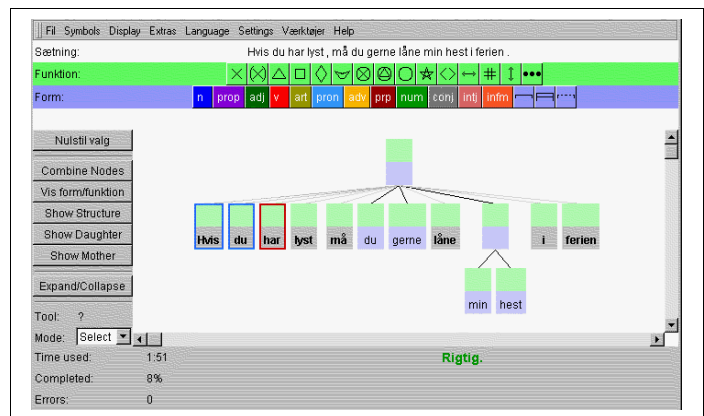 Fil Symbols Display Extras Language Settings Værktøjer Help
Sætning: Hvis du har lyst , må du gerne låne min hest i ferien .
Funktion:
Form: n prop adj v art pron adv prp num conj intj infm
Nulstil valg
Combine Nodes
Vis form/funktion
Show Structure
Show Daughter
Show Mother
Expand/Collapse
Hvis du har lyst må du gerne låne i ferien
min hest
Tool: ?
Mode: Select
Time used: 1:51 Rigtig.
Completed: 8%
Errors: 0